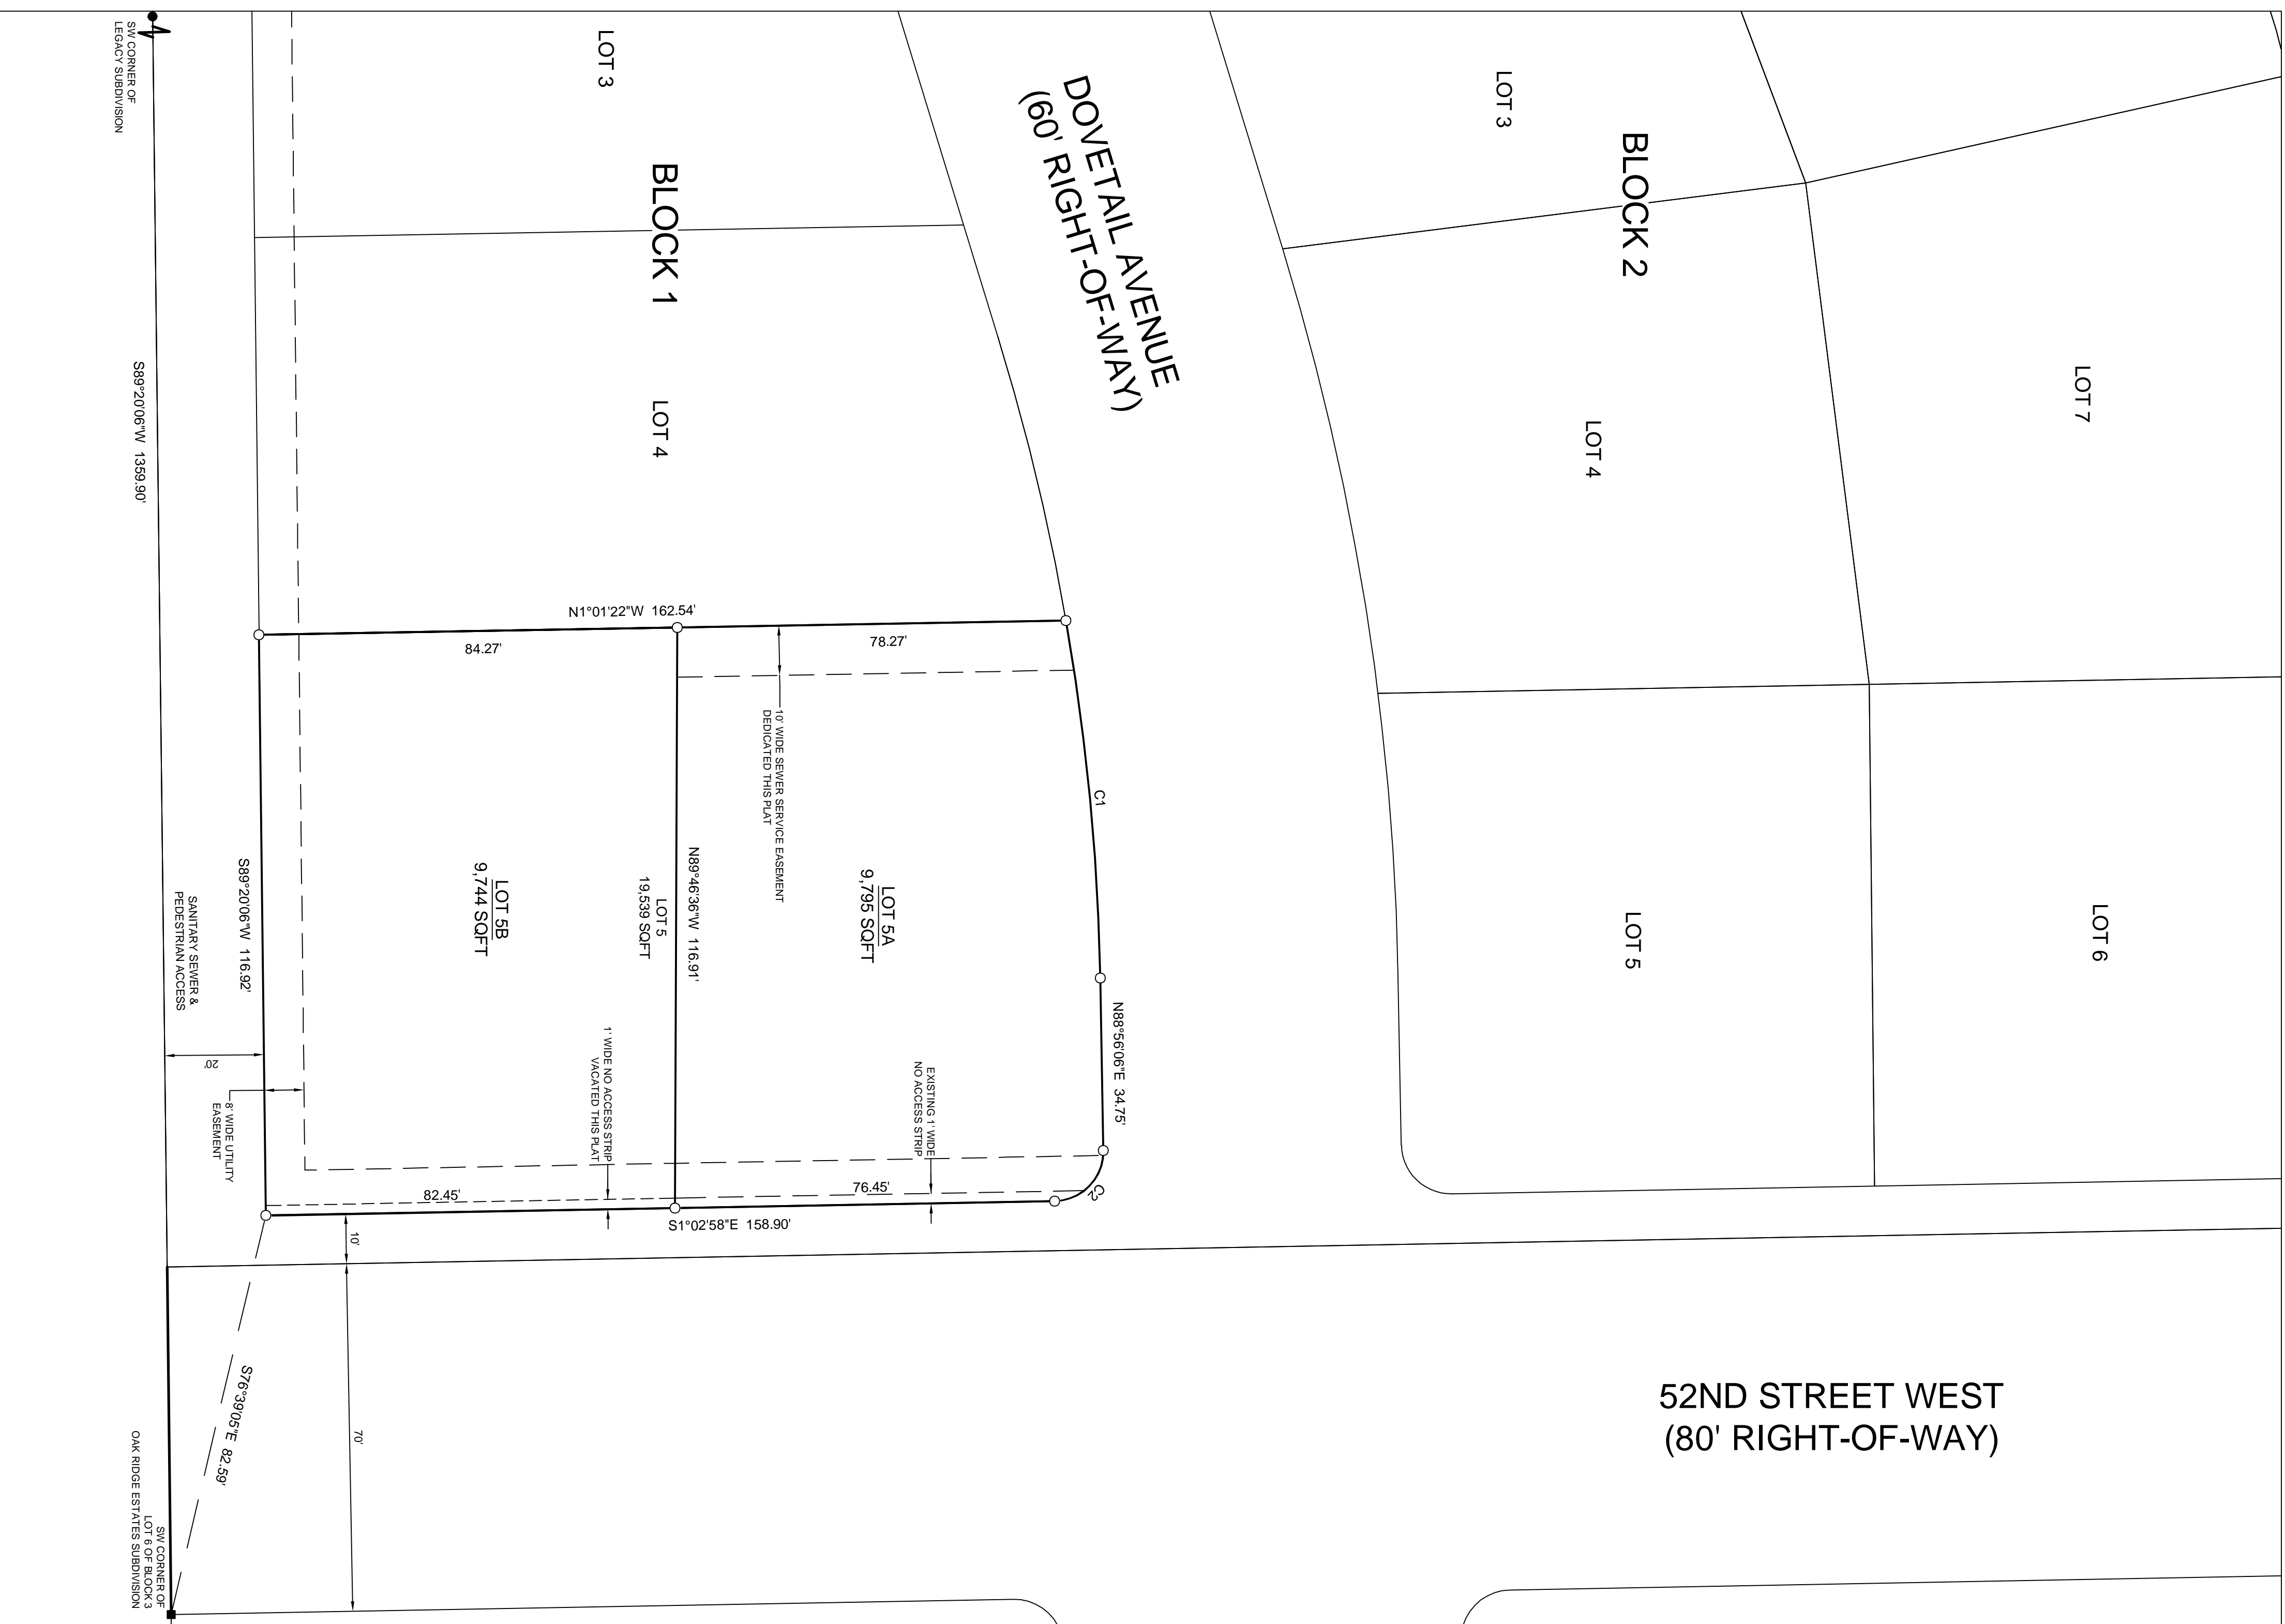 SW CORNER OF
LEGACY SUBDIVISION
S89°20'06"W 1359.90'
LOT 3
BLOCK 1
LOT 4
DOVETAIL AVENUE
(60' RIGHT-OF-WAY)
LOT 3
BLOCK 2
LOT 4
LOT 7
LOT 5
LOT 6
N1°01'22"W 162.54'
84.27'
78.27'
10' WIDE SEWER SERVICE EASEMENT
DEDICATED THIS PLAT
C1
LOT 5A
9,795 SQFT
N89°46'36"W 116.91'
LOT 5
19,539 SQFT
LOT 5B
9,744 SQFT
S89°20'06"W 116.92'
SANITARY SEWER &
PEDESTRIAN ACCESS
20'
8' WIDE UTILITY
EASEMENT
1' WIDE NO ACCESS STRIP
VACATED THIS PLAT
EXISTING 1' WIDE
NO ACCESS STRIP
N88°56'06"E 34.75'
C2
82.45'
76.45'
S1°02'58"E 158.90'
10'
70'
S76°39'05"E 82.59'
SW CORNER OF
LOT 6 OF BLOCK 3
OAK RIDGE ESTATES SUBDIVISION
52ND STREET WEST
(80' RIGHT-OF-WAY)